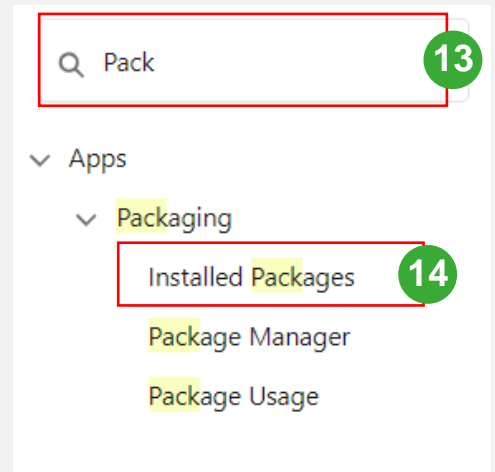 Pack 13
Apps
Packaging
Installed Packages 14
Package Manager
Package Usage